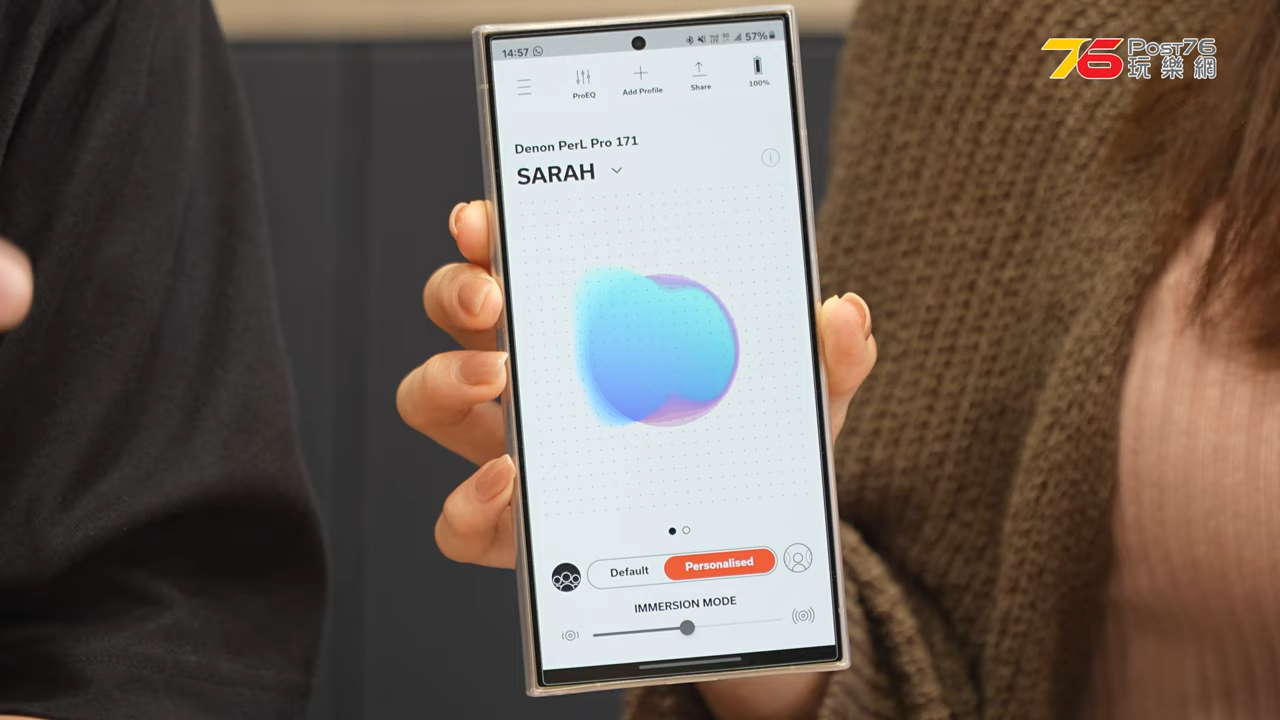 14:57
57%
ProEQ
Add Profile
Share
100%
Denon PerL Pro 171
SARAH
Default
Personalised
IMMERSION MODE
76 Post76
玩樂網